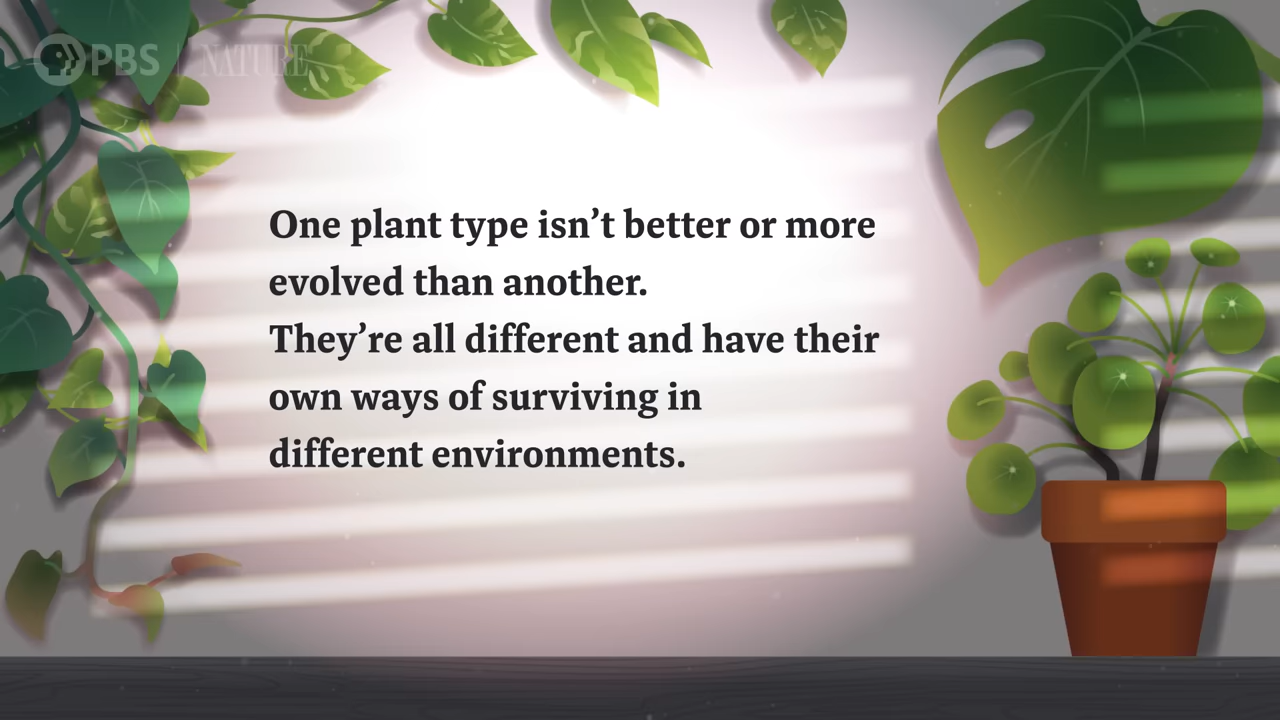 PBS | NATURE
One plant type isn’t better or more
evolved than another.
They’re all different and have their
own ways of surviving in
different environments.